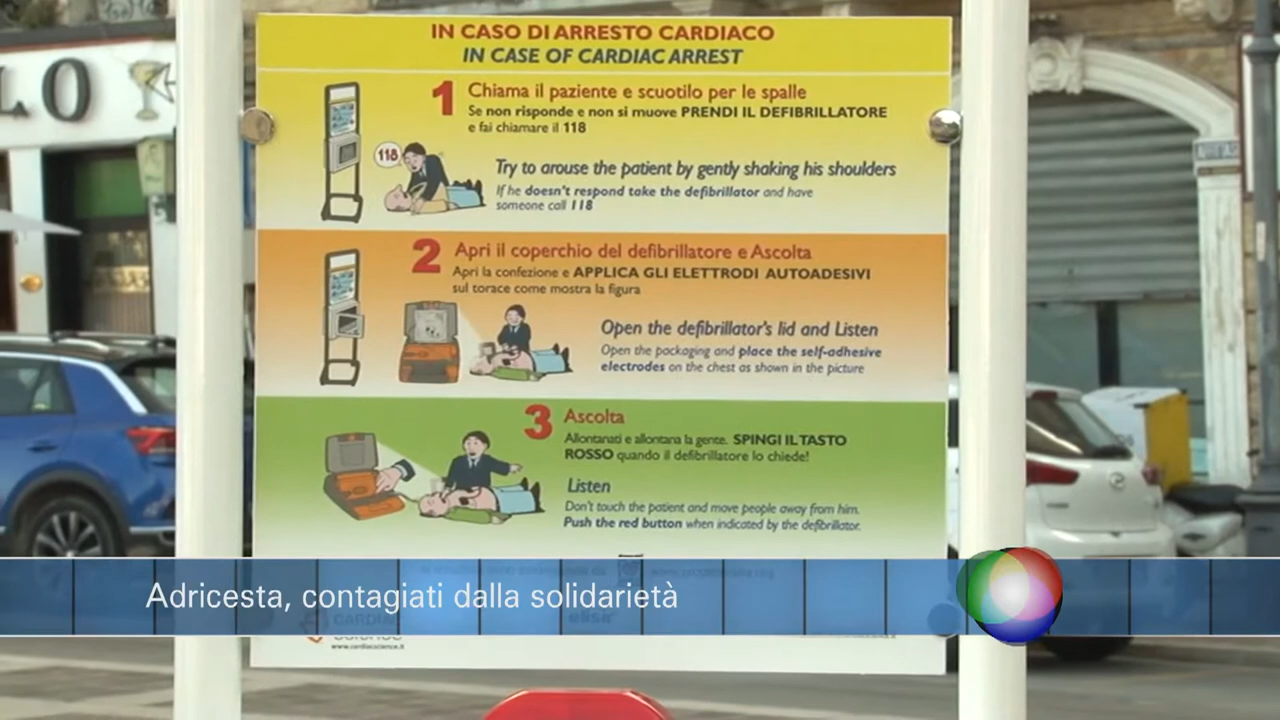 LO
IN CASO DI ARRESTO CARDIACO
IN CASE OF CARDIAC ARREST
1
Chiama il paziente e scuotilo per le spalle
Se non risponde e non si muove PRENDI IL DEFIBRILLATORE
e fai chiamare il 118
118
Try to arouse the patient by gently shaking his shoulders
If he doesn't respond take the defibrillator and have
someone call 118
2
Apri il coperchio del defibrillatore e Ascolta
Apri la confezione e APPLICA GLI ELETTRODI AUTOADESIVI
sul torace come mostra la figura
Open the defibrillator's lid and Listen
Open the packaging and place the self-adhesive
electrodes on the chest as shown in the picture
3
Ascolta
Allontanati e allontana la gente. SPINGI IL TASTO
ROSSO quando il defibrillatore lo chiede!
Listen
Don't touch the patient and move people away from him.
Push the red button when indicated by the defibrillator.
Adricesta, contagiati dalla solidarietà
www.cardiacscience.it